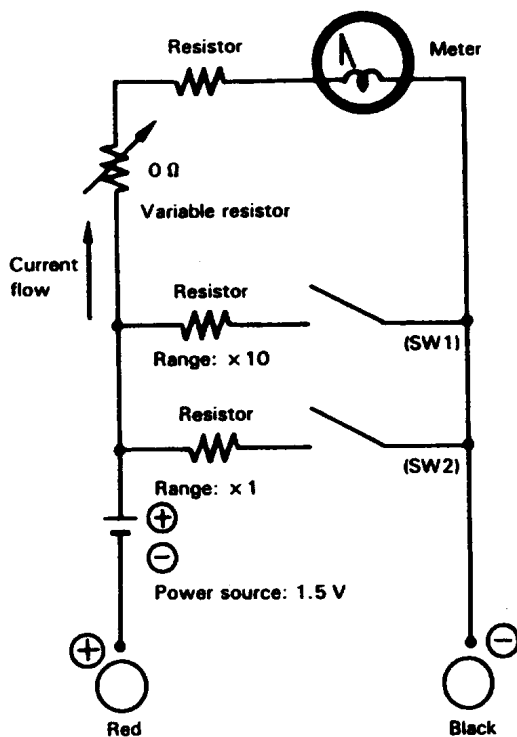 Resistor
Meter
0 Ω
Variable resistor
Current
flow
Resistor
(SW1)
Range: × 10
Resistor
(SW2)
Range: × 1
+
−
Power source: 1.5 V
+
−
Red
Black